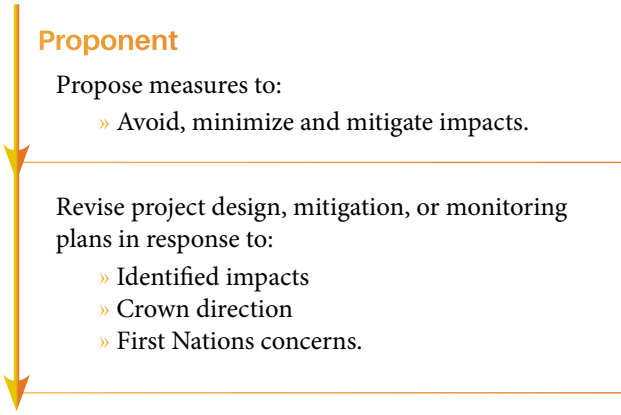 Proponent
Propose measures to:
» Avoid, minimize and mitigate impacts.
Revise project design, mitigation, or monitoring
plans in response to:
» Identified impacts
» Crown direction
» First Nations concerns.